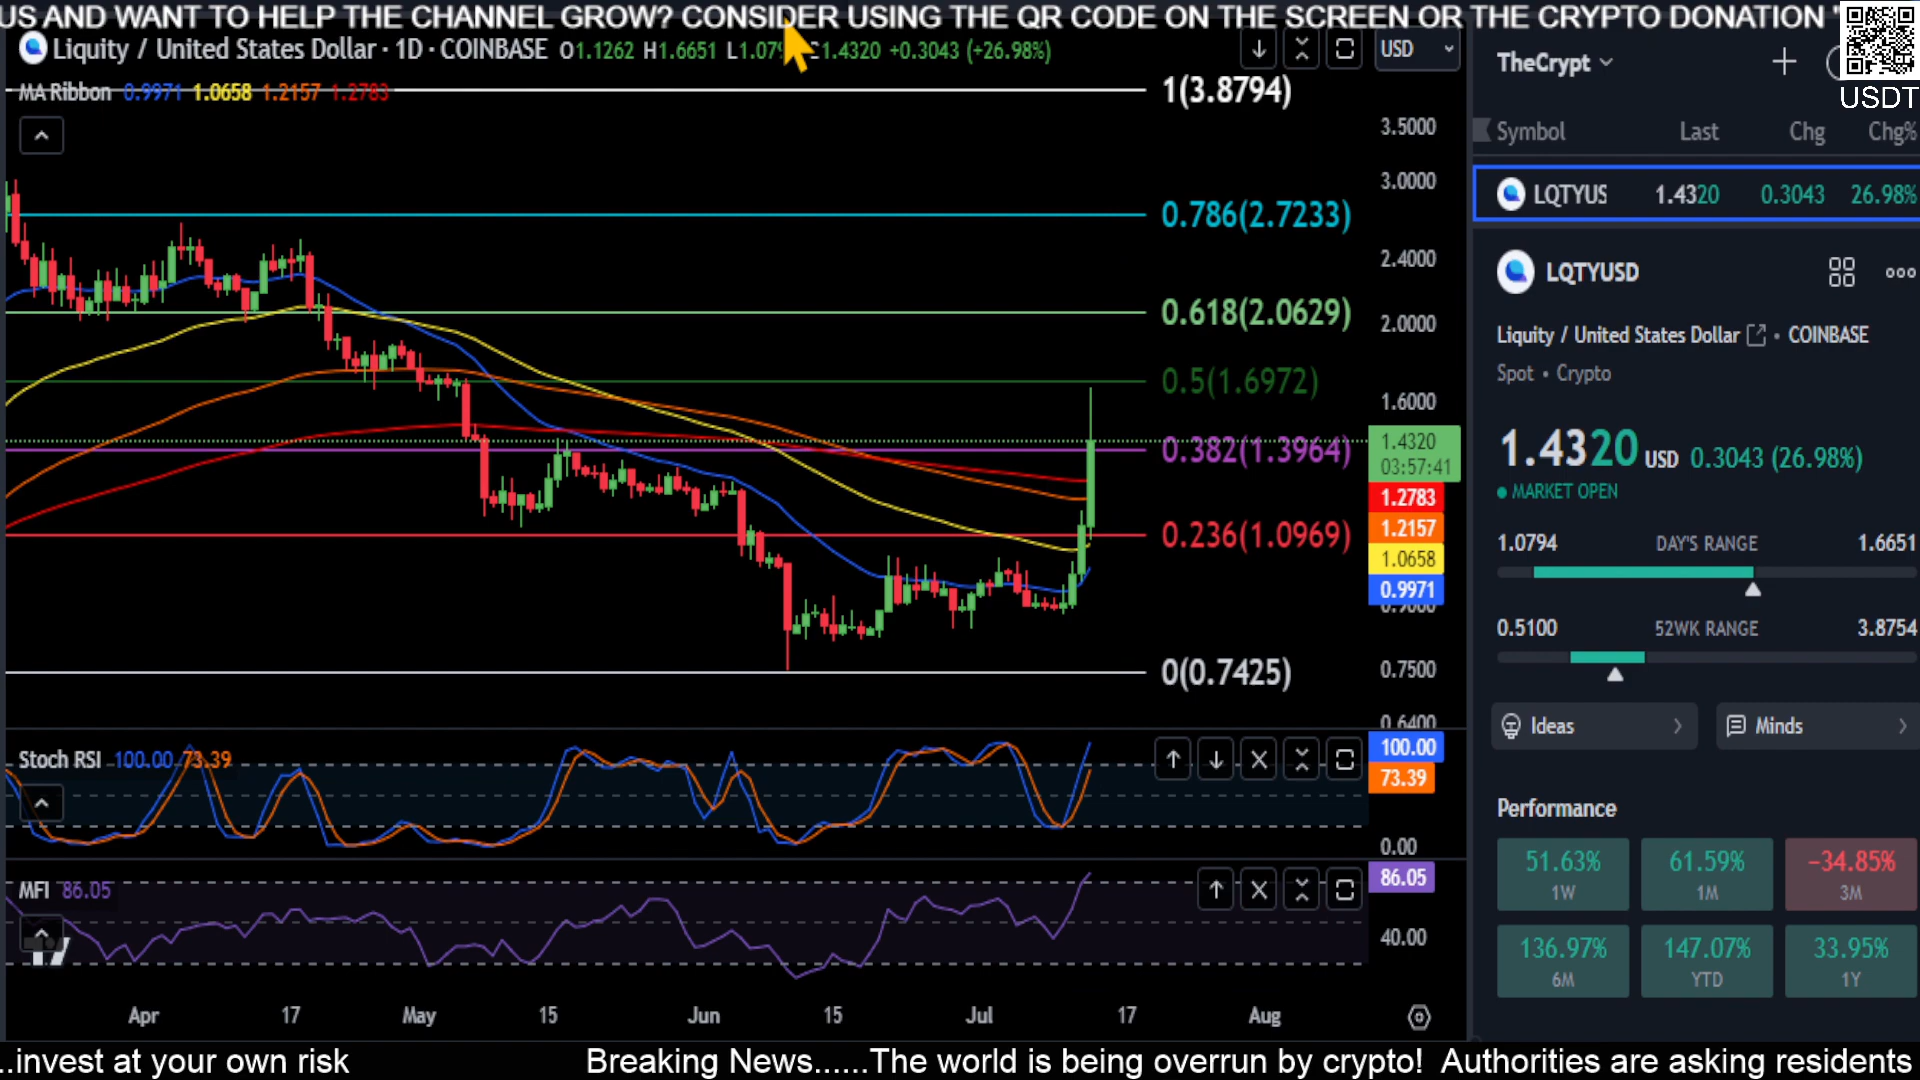 US AND WANT TO HELP THE CHANNEL GROW? CONSIDER USING THE QR CODE ON THE SCREEN OR THE CRYPTO DONATION "
Liquity / United States Dollar · 1D · COINBASE O1.1262 H1.6651 L1.07 1.4320 +0.3043 (+26.98%)
USD
MA Ribbon 0.9971 1.0658 1.2157 1.2783
1(3.8794)
0.786(2.7233)
0.618(2.0629)
0.5(1.6972)
0.382(1.3964)
0.236(1.0969)
0(0.7425)
3.5000
3.0000
2.4000
2.0000
1.6000
1.4320
03:57:41
1.2783
1.2157
1.0658
0.9971
0.9000
0.7500
0.6400
Stoch RSI 100.00 73.39
100.00
73.39
0.00
MFI 86.05
86.05
40.00
Apr 17 May 15 Jun 15 Jul 17 Aug
TheCrypt
USDT
Symbol Last Chg Chg%
LQTYUS 1.4320 0.3043 26.98%
LQTYUSD
Liquity / United States Dollar · COINBASE
Spot • Crypto
1.4320 USD 0.3043 (26.98%)
MARKET OPEN
1.0794 DAY'S RANGE 1.6651
0.5100 52WK RANGE 3.8754
Ideas
Minds
Performance
51.63% 61.59% −34.85%
1W 1M 3M
136.97% 147.07% 33.95%
6M YTD 1Y
..invest at your own risk Breaking News......The world is being overrun by crypto! Authorities are asking residents